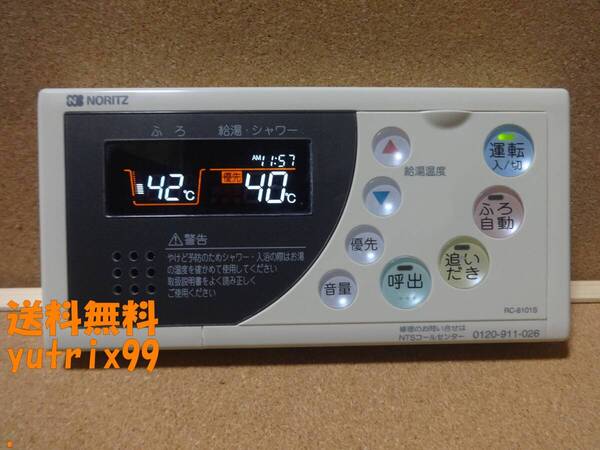 NORITZ
ふろ 給湯・シャワー
AM 11:57
42℃ 優先 40℃
給湯温度
運転
入/切
ふろ
自動
優先
追い
だき
音量
呼出
⚠警告
やけど予防のためシャワー・入浴の際はお湯
の温度を確かめて使用してください
取扱説明書をよく読み正しく
ご使用ください
RC-8101S
修理のお問い合せは
NTSコールセンター 0120-911-026
送料無料
yutrix99